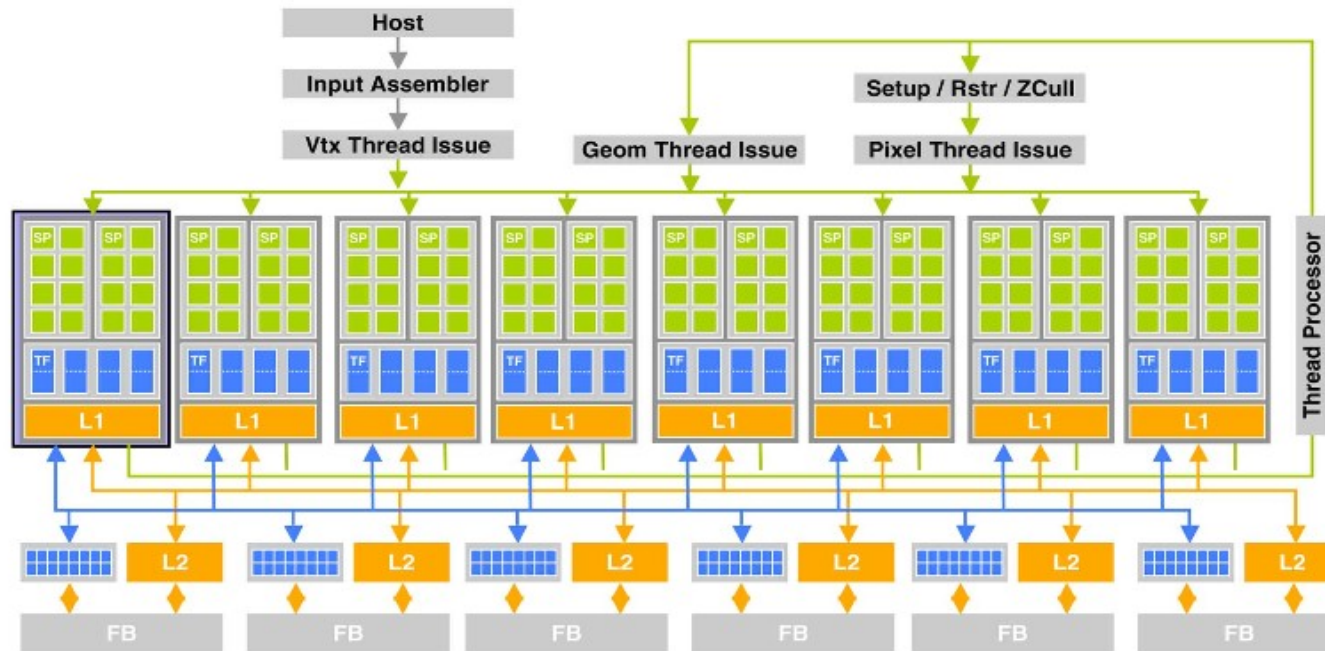 Host
Input Assembler
Setup / Rstr / ZCull
Vtx Thread Issue
Geom Thread Issue
Pixel Thread Issue
SP SP SP SP SP SP SP SP SP SP SP SP SP SP SP SP
Thread Processor
TF TF TF TF TF TF TF TF
L1 L1 L1 L1 L1 L1 L1 L1
L2 L2 L2 L2 L2 L2
FB FB FB FB FB FB